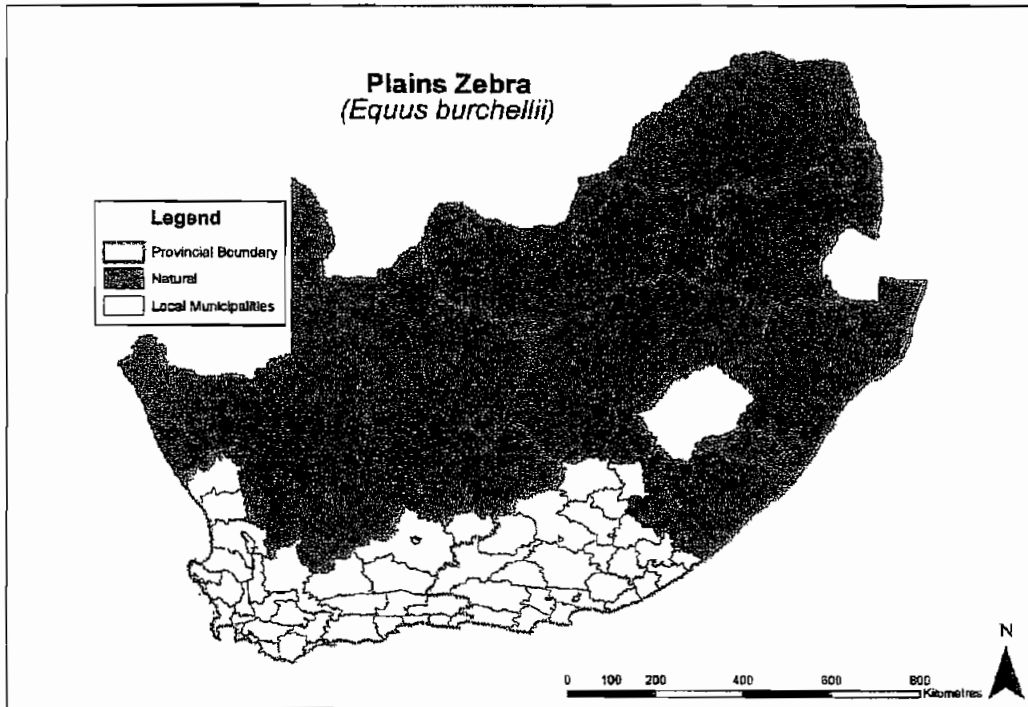 Plains Zebra
(Equus burchellii)
Legend
Provincial Boundary
Natural
Local Municipalities
N
0 100 200 400 600 800
Kilometres